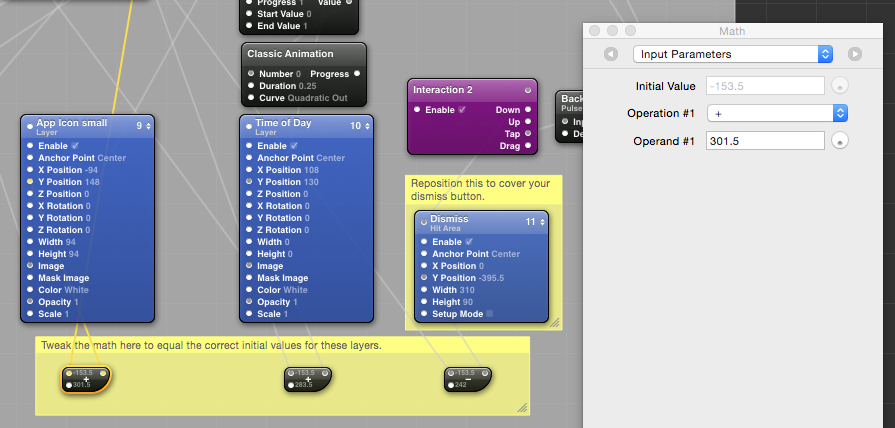 Progress 1 Value
Start Value 0
End Value 1
Classic Animation
Number 0 Progress
Duration 0.25
Curve Quadratic Out
App Icon small 9
Layer
Enable
Anchor Point Center
X Position -94
Y Position 148
Z Position 0
X Rotation 0
Y Rotation 0
Z Rotation 0
Width 94
Height 94
Image
Mask Image
Color White
Opacity 1
Scale 1
Time of Day 10
Layer
Enable
Anchor Point Center
X Position 108
Y Position 130
Z Position 0
X Rotation 0
Y Rotation 0
Z Rotation 0
Width 0
Height 0
Image
Mask Image
Color White
Opacity 1
Scale 1
Interaction 2
Enable Down
Up
Tap
Drag
Back
Pulse
Inp
De
Reposition this to cover your
dismiss button.
Dismiss 11
Hit Area
Enable
Anchor Point Center
X Position 0
Y Position -395.5
Width 310
Height 90
Setup Mode
Tweak the math here to equal the correct initial values for these layers.
-153.5
+
301.5
-153.5
+
283.5
-153.5
−
242
Math
Input Parameters
Initial Value -153.5
Operation #1 +
Operand #1 301.5